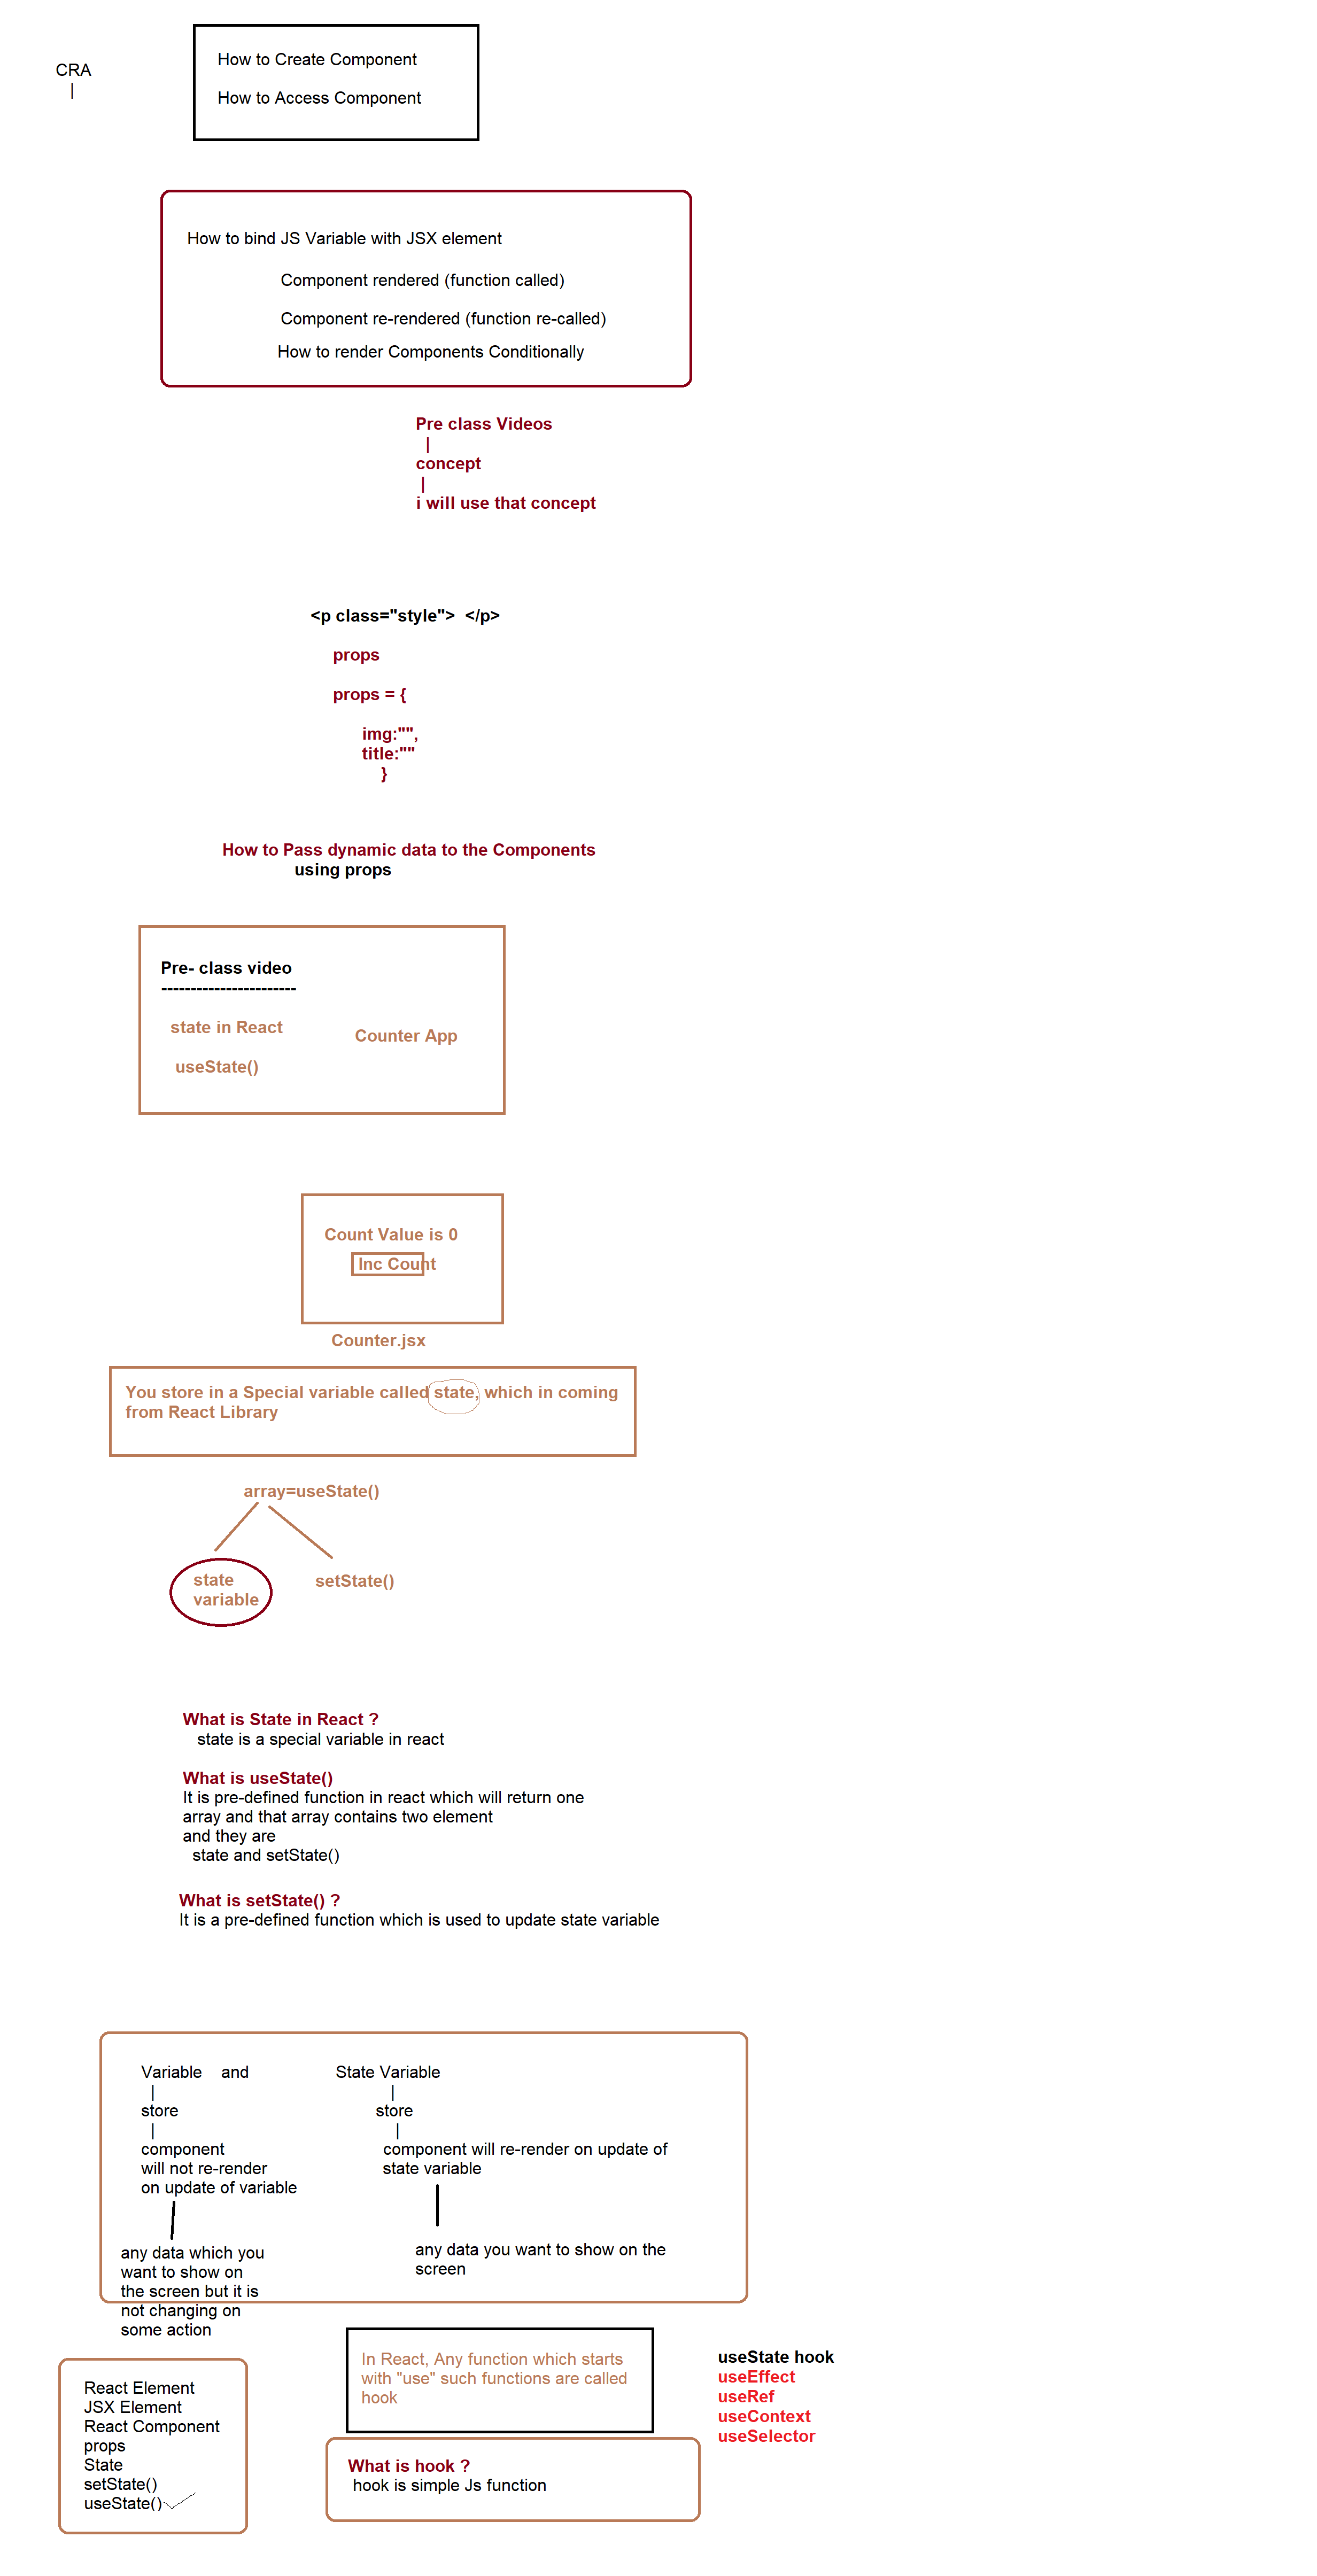 How to Create Component
CRA
|
How to Access Component
How to bind JS Variable with JSX element
Component rendered (function called)
Component re-rendered (function re-called)
How to render Components Conditionally
Pre class Videos
|
concept
|
i will use that concept
<p class="style">  </p>
props
props = {
img:"",
title:""
}
How to Pass dynamic data to the Components
using props
Pre- class video
-----------------------
state in React
Counter App
useState()
Count Value is 0
Inc Count
Counter.jsx
You store in a Special variable called state, which in coming
from React Library
array=useState()
state
variable
setState()
What is State in React ?
state is a special variable in react
What is useState()
It is pre-defined function in react which will return one
array and that array contains two element
and they are
state and setState()
What is setState() ?
It is a pre-defined function which is used to update state variable
Variable    and
|
store
|
component
will not re-render
on update of variable
any data which you
want to show on
the screen but it is
not changing on
some action
State Variable
|
store
|
component will re-render on update of
state variable
any data you want to show on the
screen
In React, Any function which starts
with "use" such functions are called
hook
useState hook
useEffect
useRef
useContext
useSelector
React Element
JSX Element
React Component
props
State
setState()
useState()
What is hook ?
hook is simple Js function